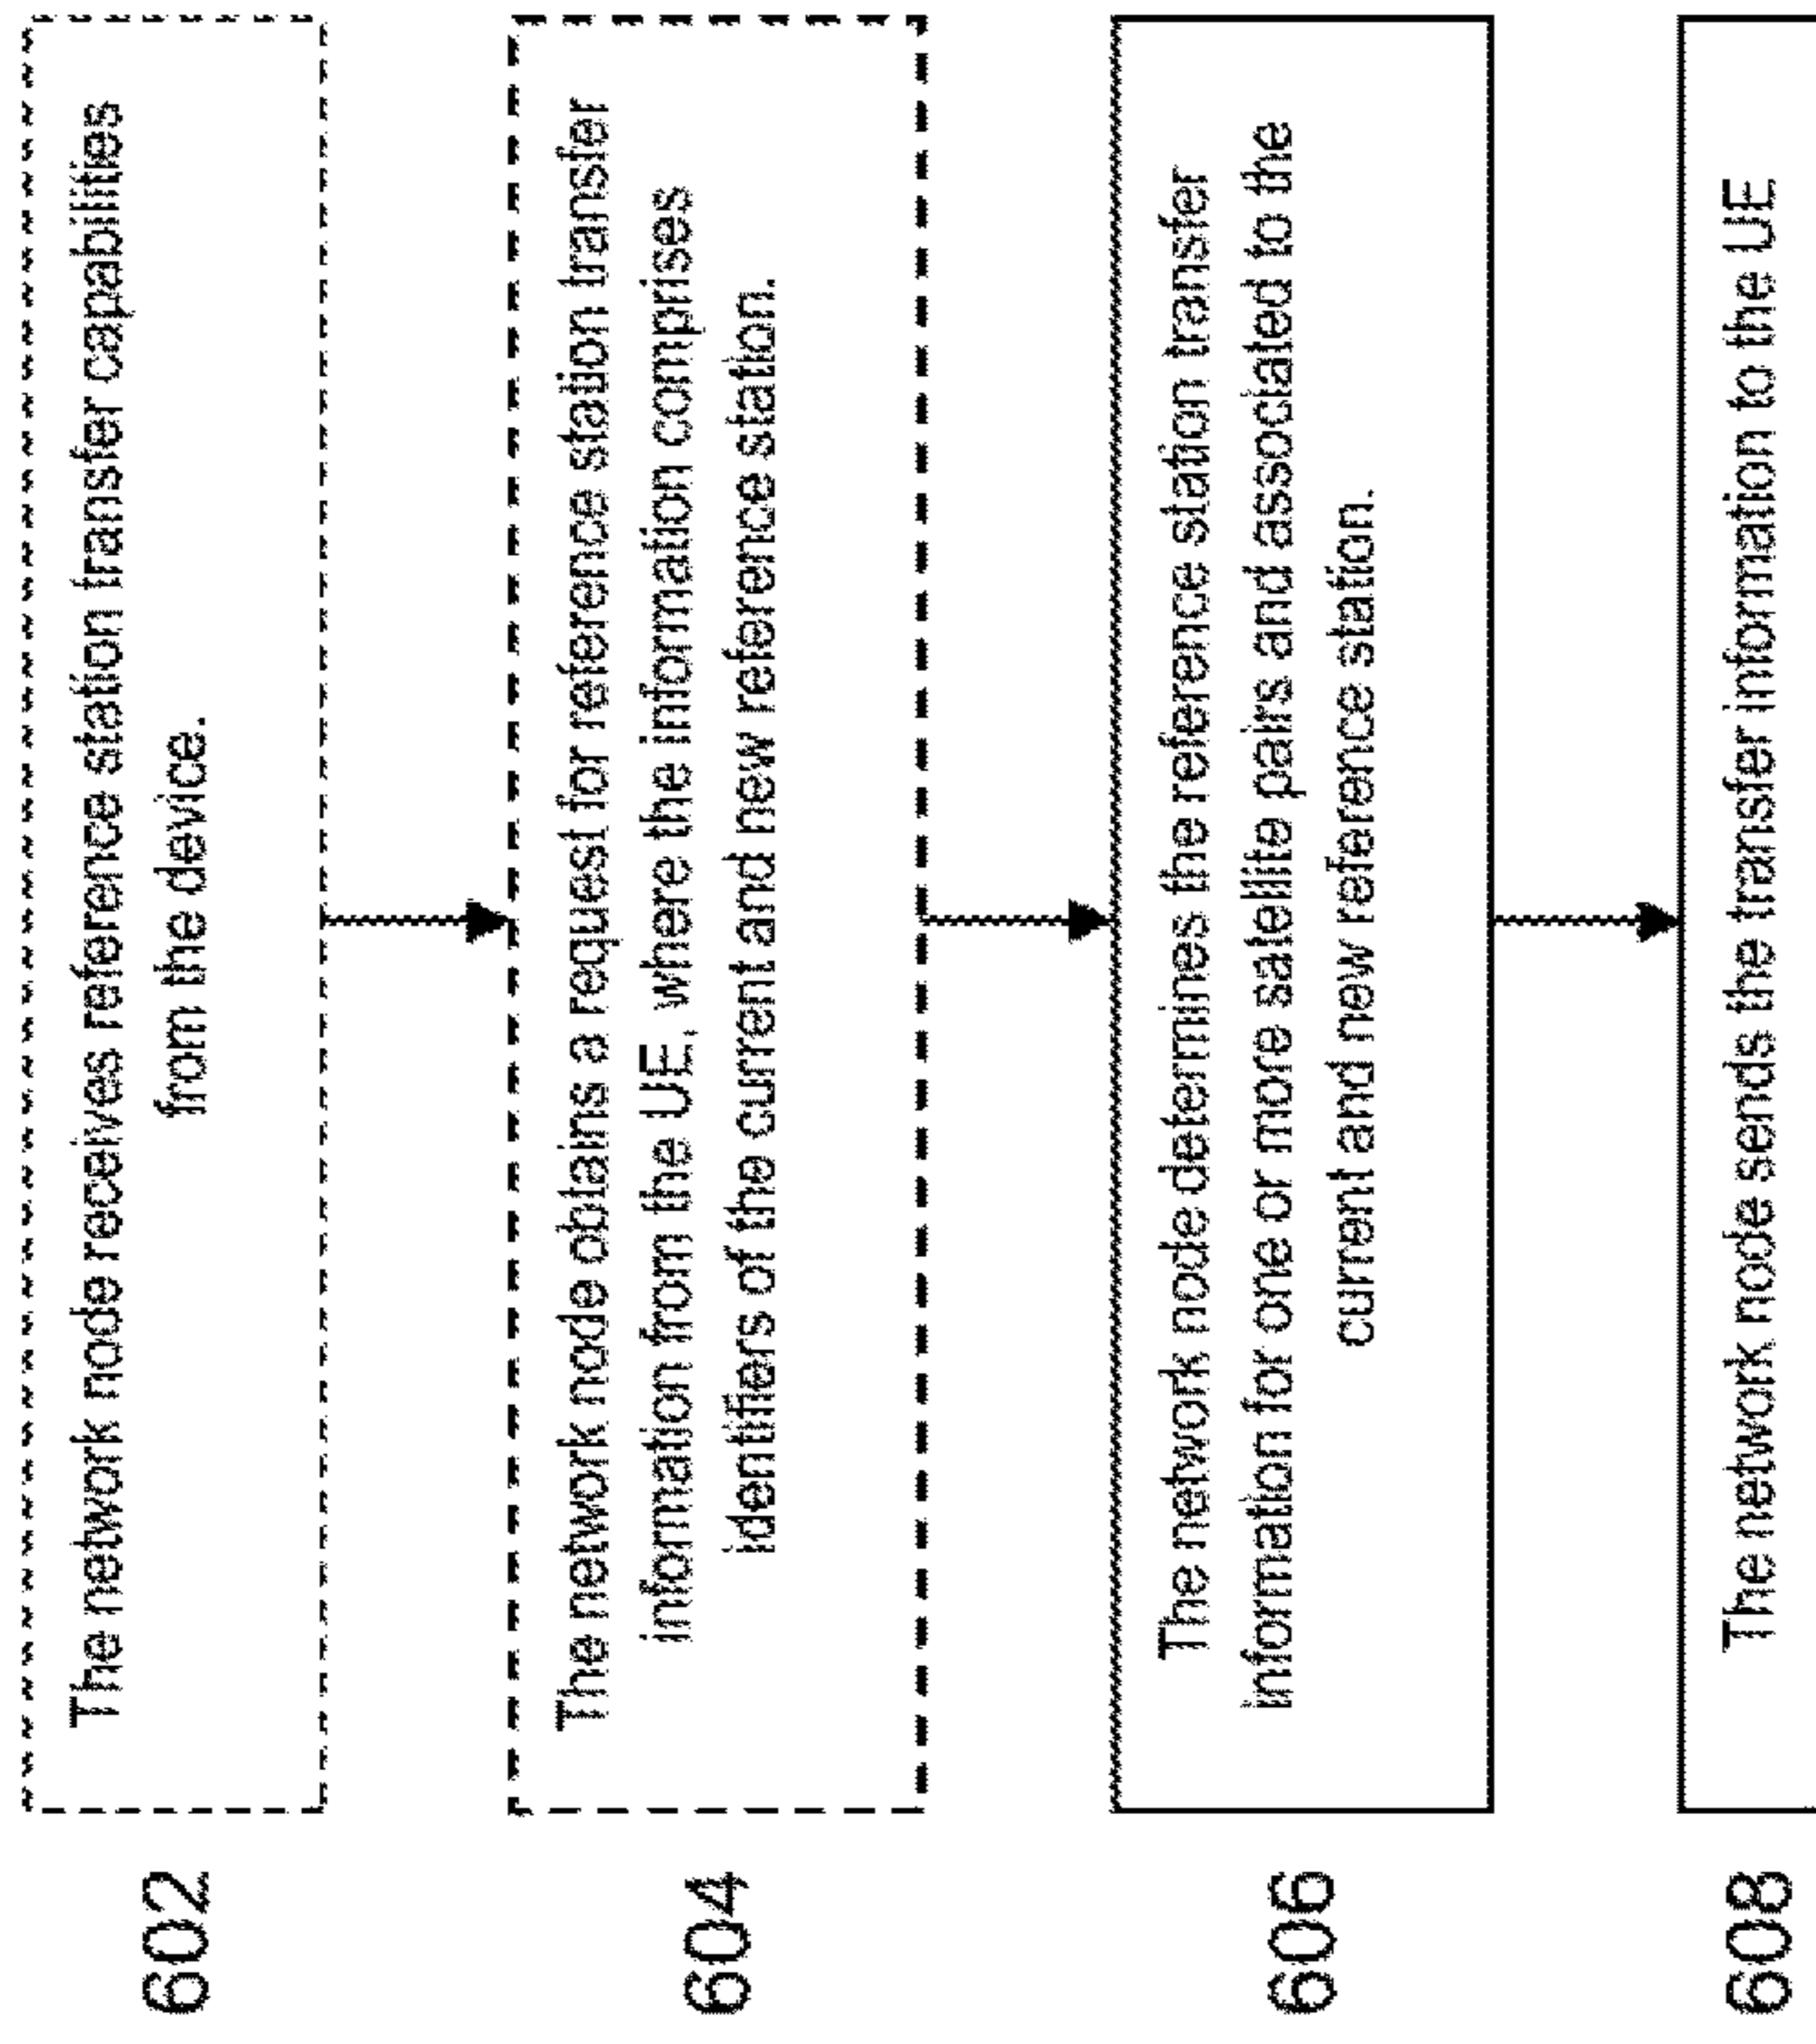 602
The network node receives reference station transfer capabilities
from the device.
604
The network node obtains a request for reference station transfer
information from the UE, where the information comprises
identifiers of the current and new reference station.
606
The network node determines the reference station transfer
information for one or more satellite pairs and associated to the
current and new reference station.
608
The network node sends the transfer information to the UE